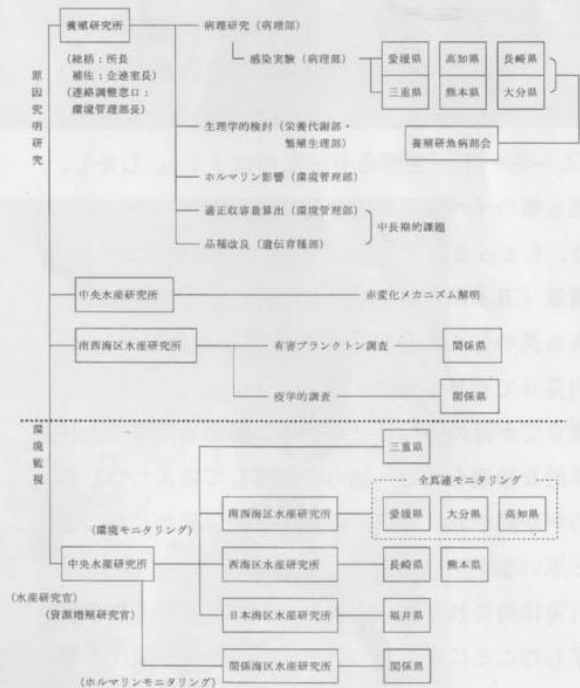 養殖研究所
(総括：所長
補佐：企連室長)
(連絡調整窓口：
環境管理部長)
原因究明研究
病理研究(病理部)
感染実験(病理部)
愛媛県 高知県 長崎県
三重県 熊本県 大分県
養殖研魚病部会
生理学的検討(栄養代謝部・
繁殖生理部)
ホルマリン影響(環境管理部)
適正収容量算出(環境管理部)
品種改良(遺伝育種部)
中長期的課題
中央水産研究所 赤変化メカニズム解明
南西海区水産研究所 有害プランクトン調査 関係県
疫学的調査 関係県
環境監視
三重県
全真連モニタリング
南西海区水産研究所 愛媛県 大分県 高知県
(環境モニタリング)
中央水産研究所
西海区水産研究所 長崎県 熊本県
(水産研究官)
(資源増殖研究官)
日本海区水産研究所 福井県
関係海区水産研究所 関係県
(ホルマリンモニタリング)